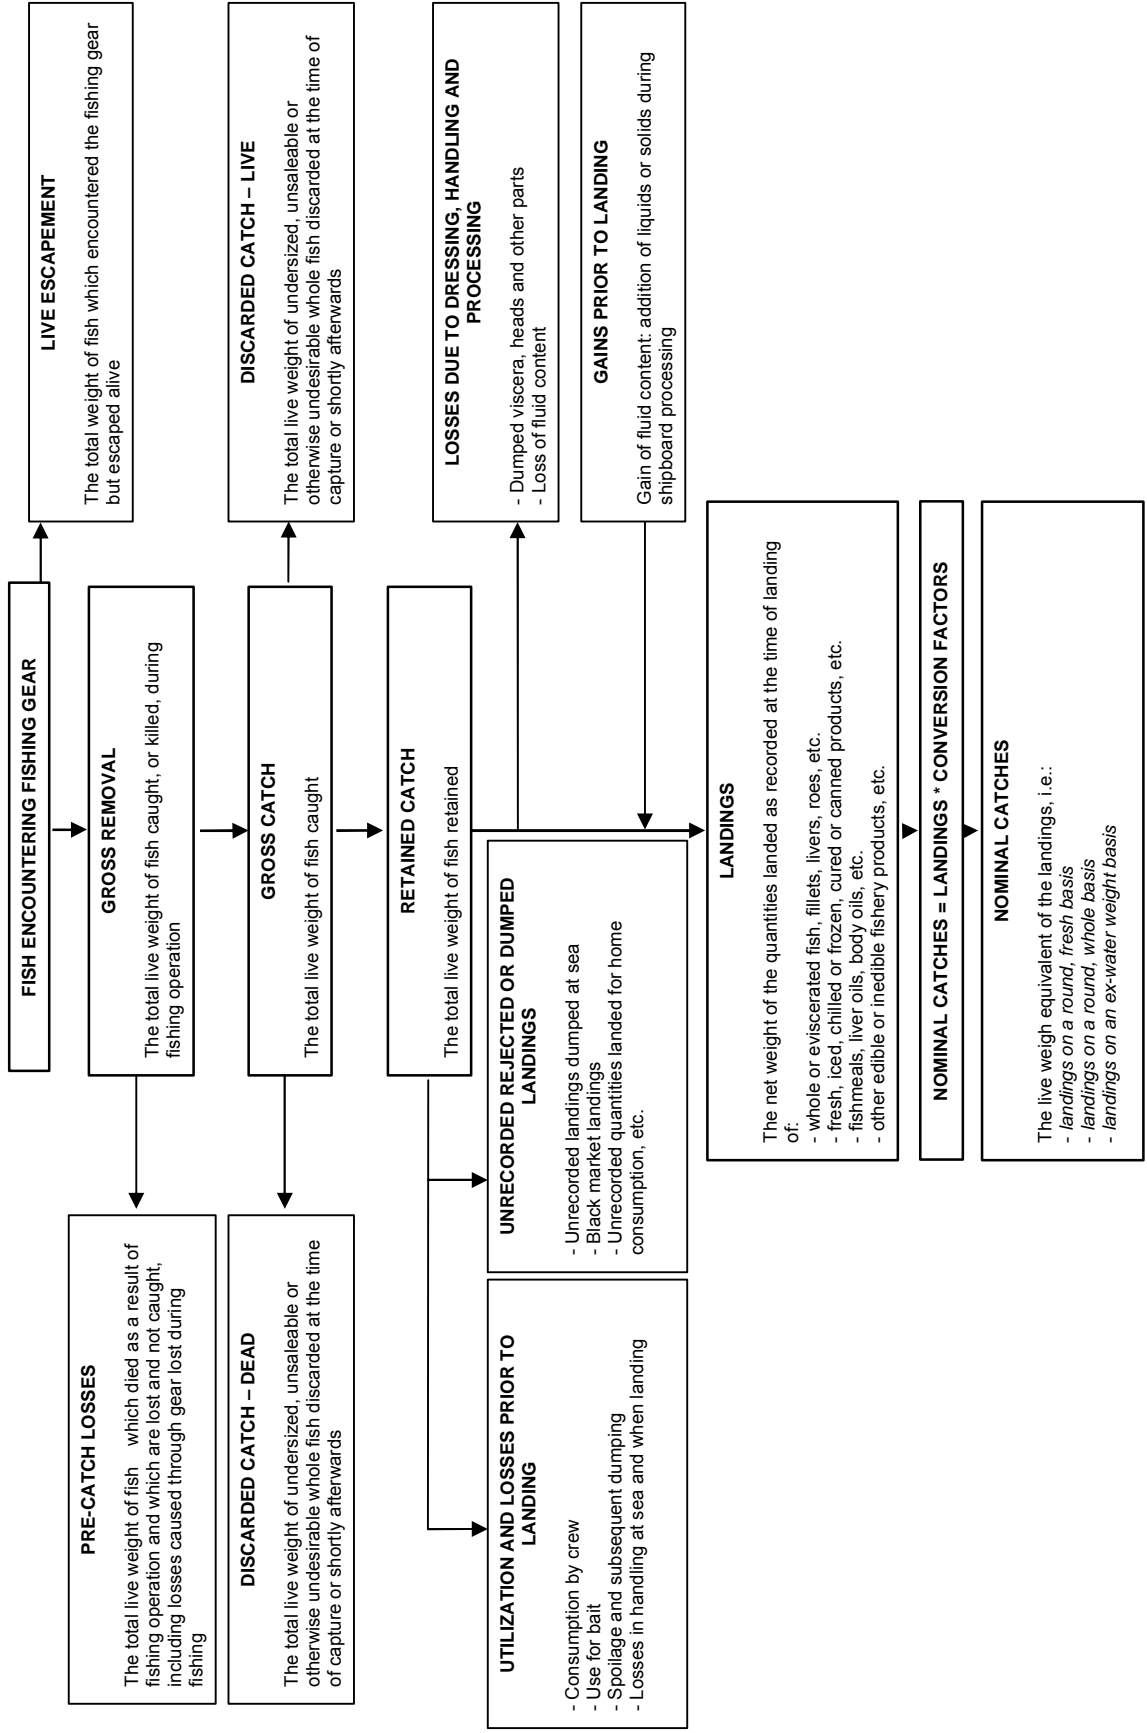 FISH ENCOUNTERING FISHING GEAR
LIVE ESCAPEMENT
The total weight of fish which encountered the fishing gear
but escaped alive
GROSS REMOVAL
The total live weight of fish caught, or killed, during
fishing operation
PRE-CATCH LOSSES
The total live weight of fish which died as a result of
fishing operation and which are lost and not caught,
including losses caused through gear lost during
fishing
GROSS CATCH
The total live weight of fish caught
DISCARDED CATCH – DEAD
The total live weight of undersized, unsaleable or
otherwise undesirable whole fish discarded at the time
of capture or shortly afterwards
DISCARDED CATCH – LIVE
The total live weight of undersized, unsaleable or
otherwise undesirable whole fish discarded at the time of
capture or shortly afterwards
RETAINED CATCH
The total live weight of fish retained
LOSSES DUE TO DRESSING, HANDLING AND
PROCESSING
- Dumped viscera, heads and other parts
- Loss of fluid content
UTILIZATION AND LOSSES PRIOR TO
LANDING
- Consumption by crew
- Use for bait
- Spoilage and subsequent dumping
- Losses in handling at sea and when landing
UNRECORDED REJECTED OR DUMPED
LANDINGS
- Unrecorded landings dumped at sea
- Black market landings
- Unrecorded quantities landed for home
consumption, etc.
GAINS PRIOR TO LANDING
Gain of fluid content: addition of liquids or solids during
shipboard processing
LANDINGS
The net weight of the quantities landed as recorded at the time of landing
of:
- whole or eviscerated fish, fillets, livers, roes, etc.
- fresh, iced, chilled or frozen, cured or canned products, etc.
- fishmeals, liver oils, body oils, etc.
- other edible or inedible fishery products, etc.
NOMINAL CATCHES = LANDINGS * CONVERSION FACTORS
NOMINAL CATCHES
The live weigh equivalent of the landings, i.e.:
- landings on a round, fresh basis
- landings on a round, whole basis
- landings on an ex-water weight basis